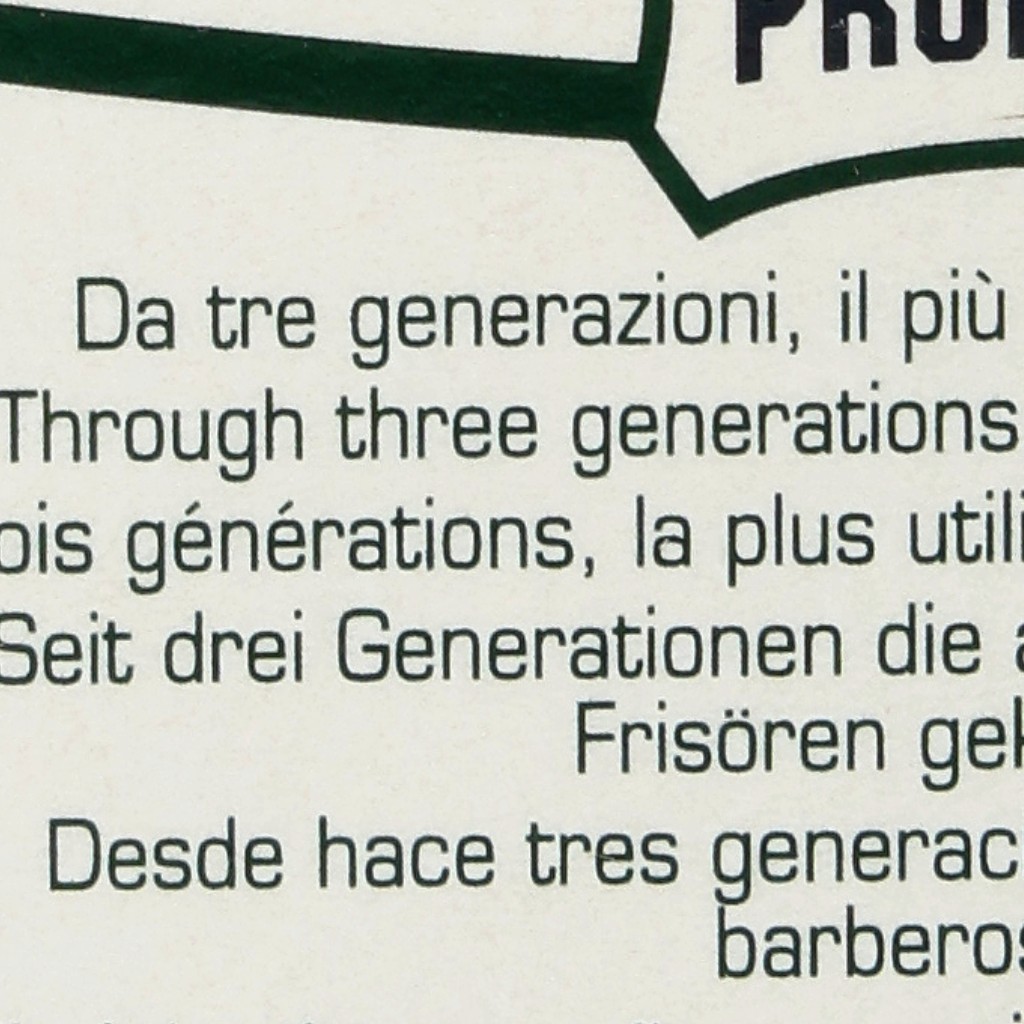 Da tre generazioni, il più
Through three generations
ois générations, la plus utili
Seit drei Generationen die
Frisören gek
Desde hace tres generac
barberos